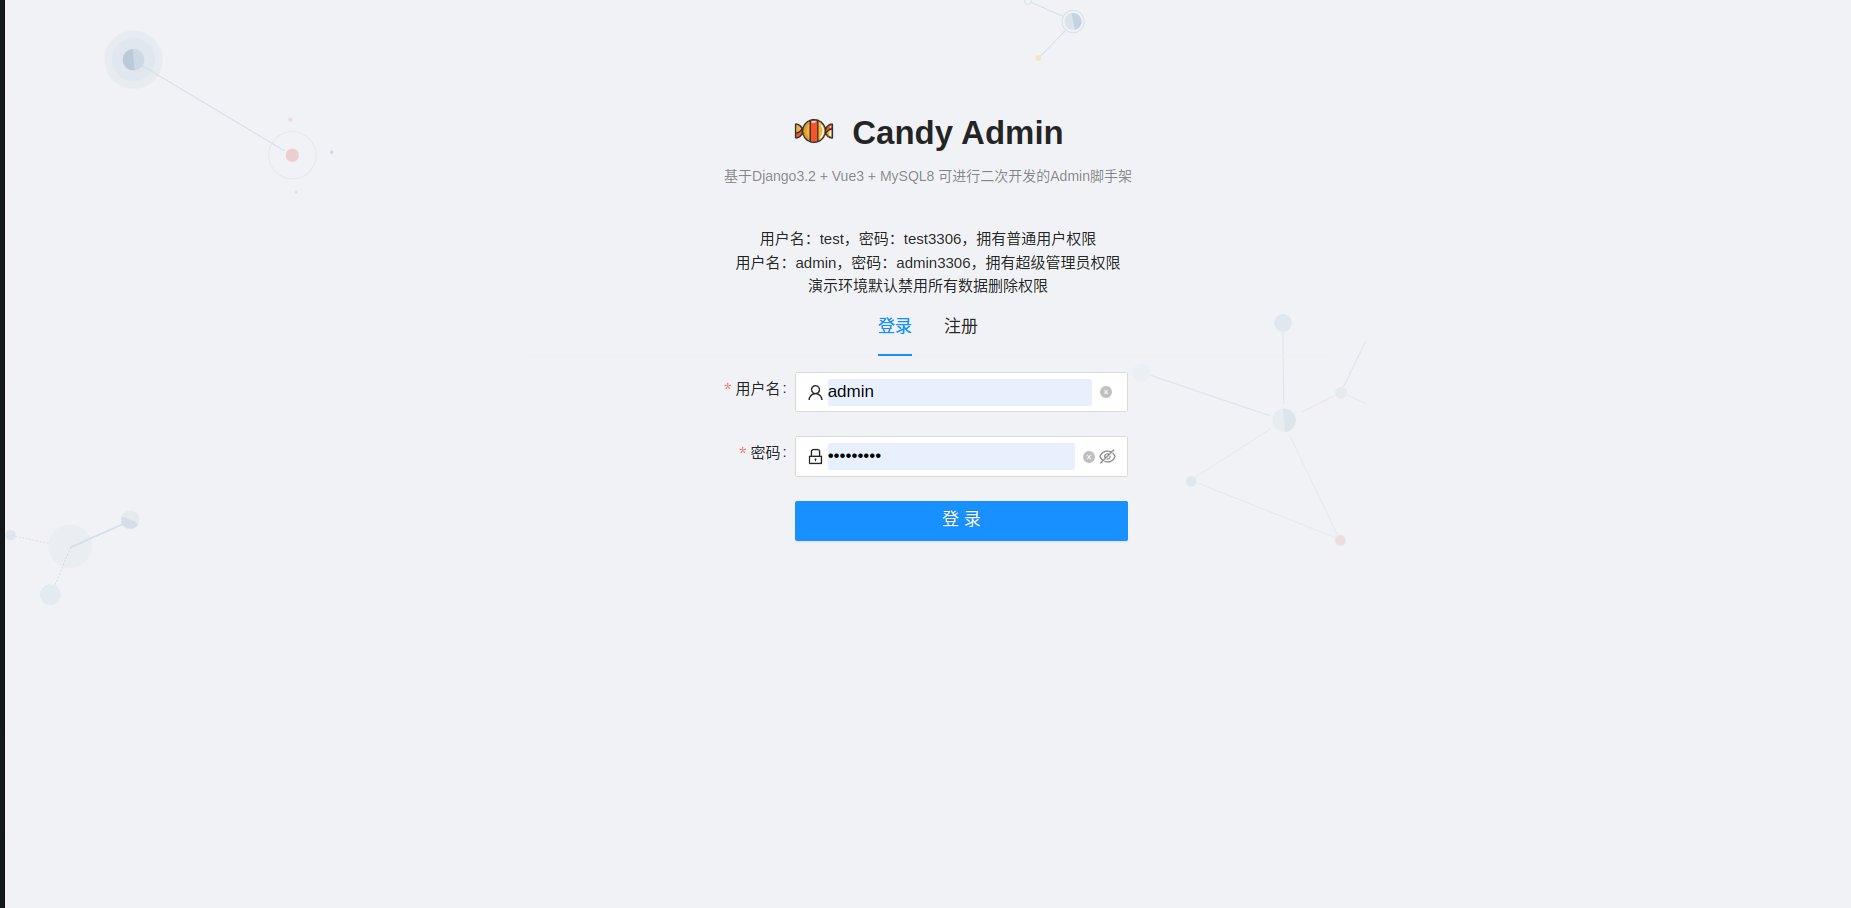 Candy Admin
基于Django3.2 + Vue3 + MySQL8 可进行二次开发的Admin脚手架
用户名：test，密码：test3306，拥有普通用户权限
用户名：admin，密码：admin3306，拥有超级管理员权限
演示环境默认禁用所有数据删除权限
登录 注册
* 用户名: admin
* 密码: •••••••••
登 录